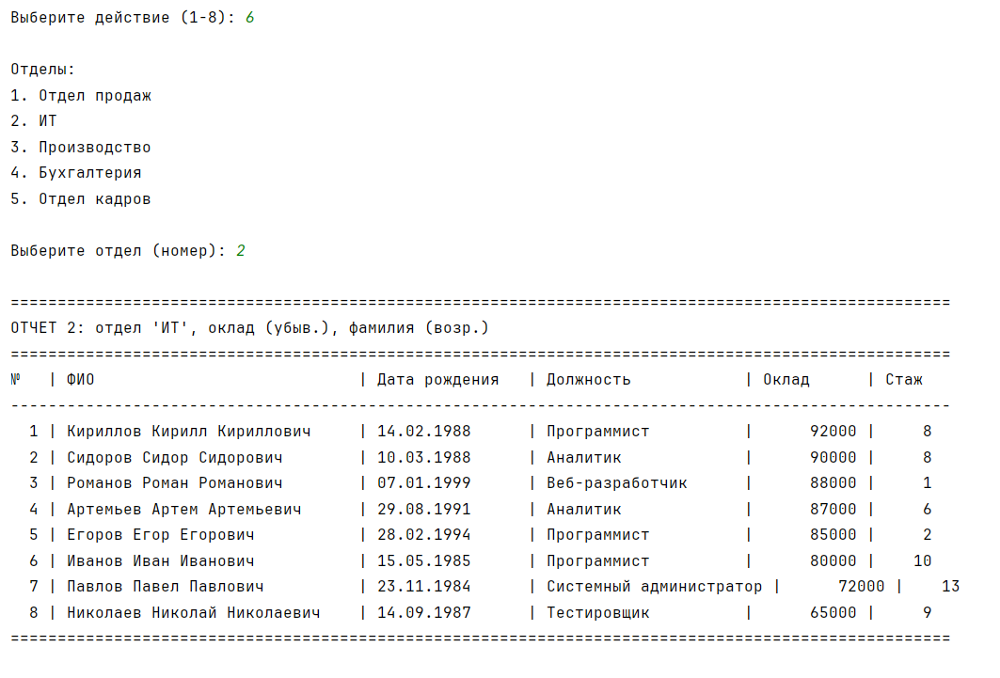 Выберите действие (1-8): 6
Отделы:
1. Отдел продаж
2. ИТ
3. Производство
4. Бухгалтерия
5. Отдел кадров
Выберите отдел (номер): 2
====================================================================================================
ОТЧЕТ 2: отдел 'ИТ', оклад (убыв.), фамилия (возр.)
====================================================================================================
№   | ФИО                            | Дата рождения   | Должность            | Оклад      | Стаж
----------------------------------------------------------------------------------------------------
  1 | Кириллов Кирилл Кириллович     | 14.02.1988      | Программист          |      92000 |     8
  2 | Сидоров Сидор Сидорович        | 10.03.1988      | Аналитик             |      90000 |     8
  3 | Романов Роман Романович        | 07.01.1999      | Веб-разработчик      |      88000 |     1
  4 | Артемьев Артем Артемьевич      | 29.08.1991      | Аналитик             |      87000 |     6
  5 | Егоров Егор Егорович           | 28.02.1994      | Программист          |      85000 |     2
  6 | Иванов Иван Иванович           | 15.05.1985      | Программист          |      80000 |    10
  7 | Павлов Павел Павлович          | 23.11.1984      | Системный администратор |      72000 |    13
  8 | Николаев Николай Николаевич    | 14.09.1987      | Тестировщик          |      65000 |     9
====================================================================================================